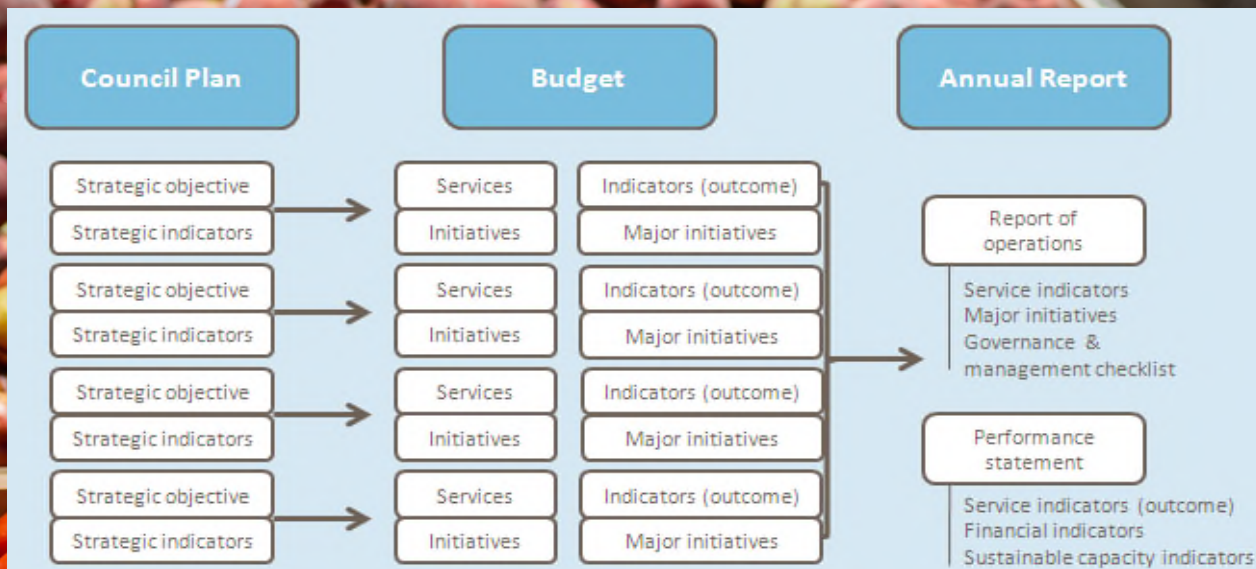 Council Plan
Budget
Annual Report
Strategic objective
Strategic indicators
Services
Initiatives
Indicators (outcome)
Major initiatives
Strategic objective
Strategic indicators
Services
Initiatives
Indicators (outcome)
Major initiatives
Strategic objective
Strategic indicators
Services
Initiatives
Indicators (outcome)
Major initiatives
Strategic objective
Strategic indicators
Services
Initiatives
Indicators (outcome)
Major initiatives
Report of
operations
Service indicators
Major initiatives
Governance &
management checklist
Performance
statement
Service indicators (outcome)
Financial indicators
Sustainable capacity indicators